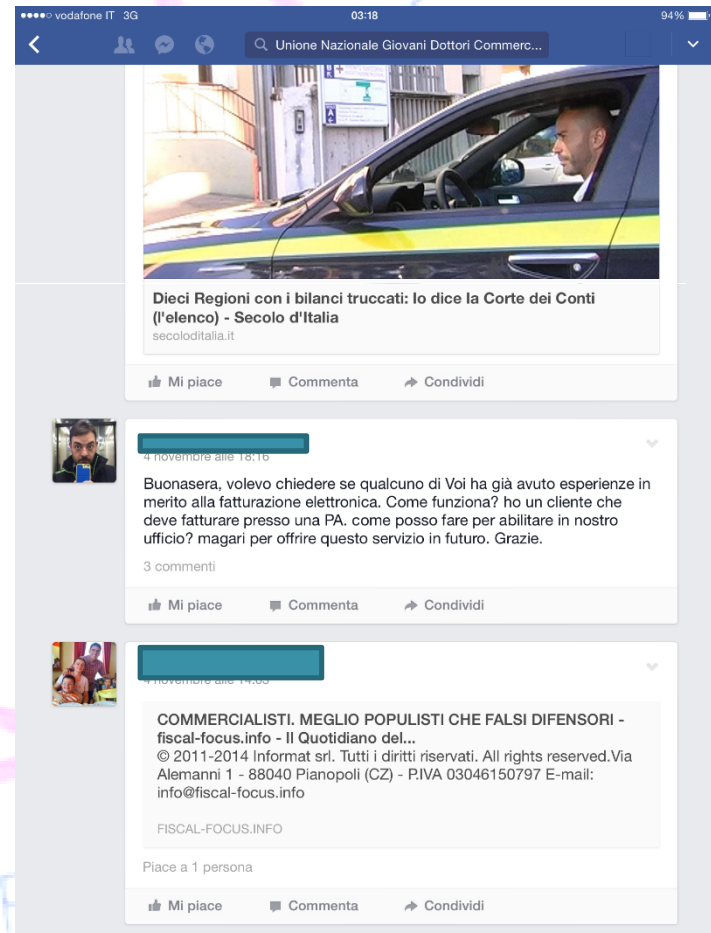 vodafone IT 3G 03:18 94%
Unione Nazionale Giovani Dottori Commerc...
Dieci Regioni con i bilanci truccati: lo dice la Corte dei Conti
(l'elenco) - Secolo d'Italia
secoloditalia.it
Mi piace Commenta Condividi
4 novembre alle 18:16
Buonasera, volevo chiedere se qualcuno di Voi ha già avuto esperienze in
merito alla fatturazione elettronica. Come funziona? ho un cliente che
deve fatturare presso una PA. come posso fare per abilitare in nostro
ufficio? magari per offrire questo servizio in futuro. Grazie.
3 commenti
Mi piace Commenta Condividi
4 novembre alle
COMMERCIALISTI. MEGLIO POPULISTI CHE FALSI DIFENSORI -
fiscal-focus.info - Il Quotidiano del...
© 2011-2014 Informat srl. Tutti i diritti riservati. All rights reserved.Via
Alemanni 1 - 88040 Pianopoli (CZ) - P.IVA 03046150797 E-mail:
info@fiscal-focus.info
FISCAL-FOCUS.INFO
Piace a 1 persona
Mi piace Commenta Condividi